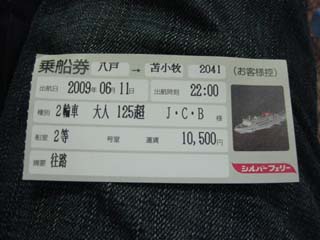 乗船券 八戸 → 苫小牧 2041 (お客様控)
出航日 2009年06月11日 出航時刻 22:00
種別 2輪車 大人 125超 J・C・B 様
船室 2等 号室 運賃 10,500円
摘要 往路
シルバーフェリー